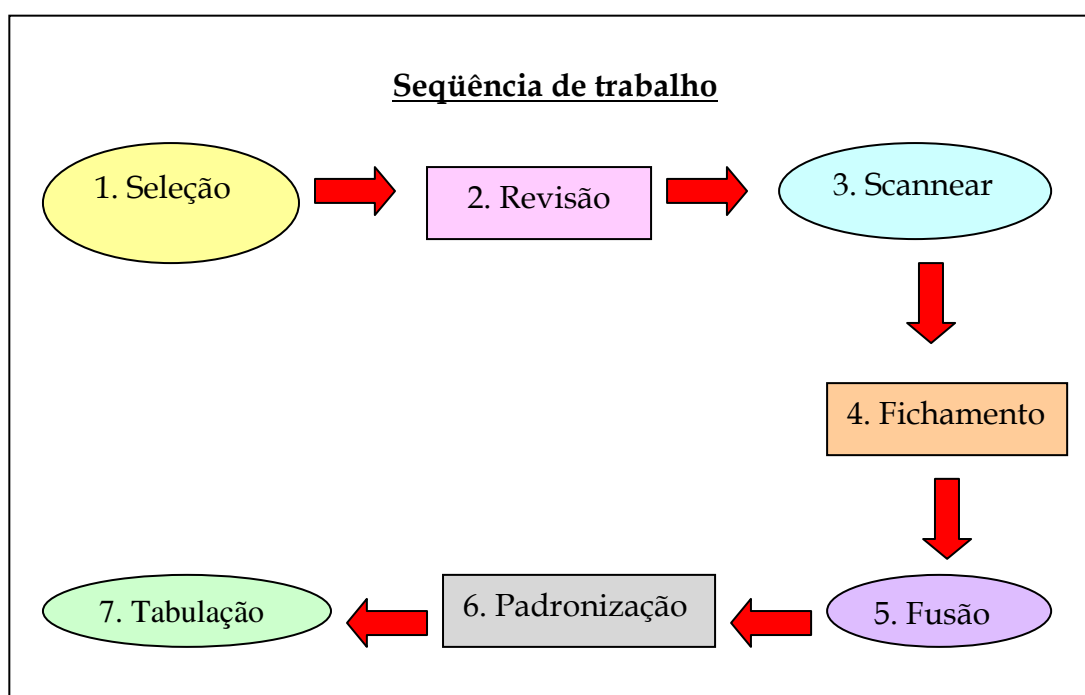 Seqüência de trabalho
1. Seleção
2. Revisão
3. Scannear
4. Fichamento
5. Fusão
6. Padronização
7. Tabulação